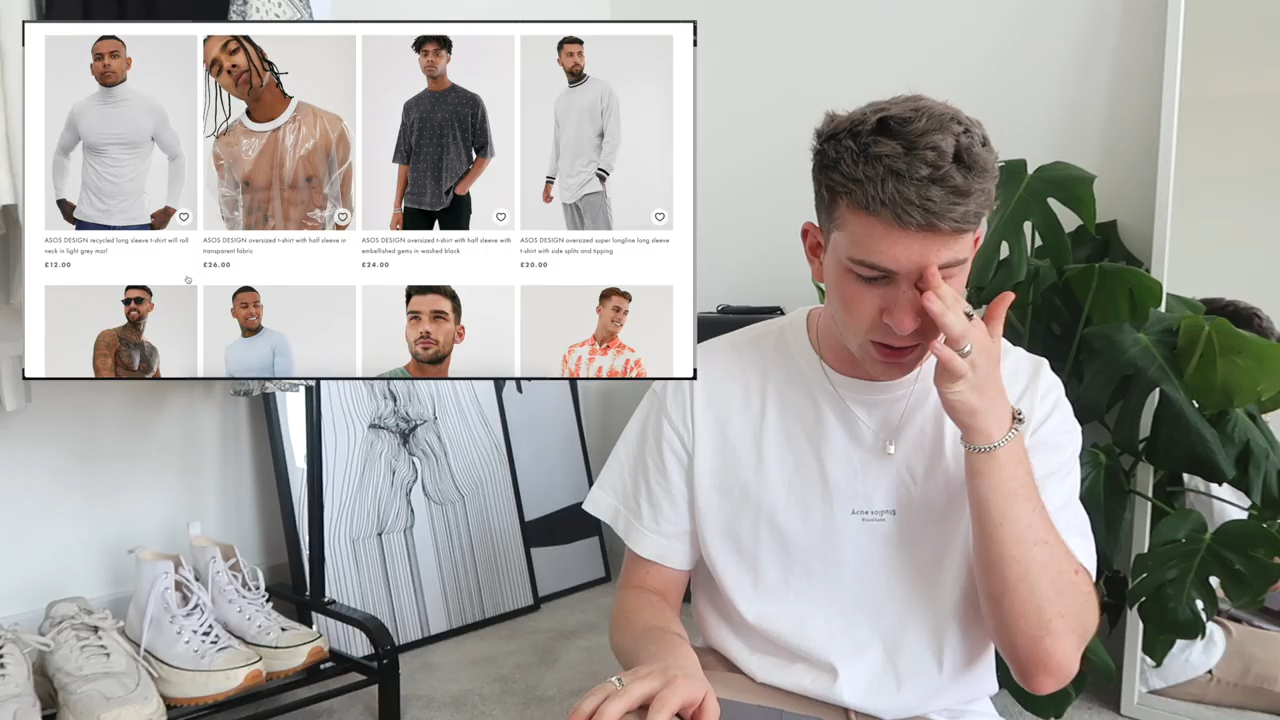 ASOS DESIGN recycled long sleeve t-shirt will roll
neck in light grey marl
£12.00
ASOS DESIGN oversized t-shirt with half sleeve in
transparent fabric
£26.00
ASOS DESIGN oversized t-shirt with half sleeve with
embellished gems in washed black
£24.00
ASOS DESIGN oversized super longline long sleeve
t-shirt with side splits and tipping
£20.00
Acne Studios
Stockholm